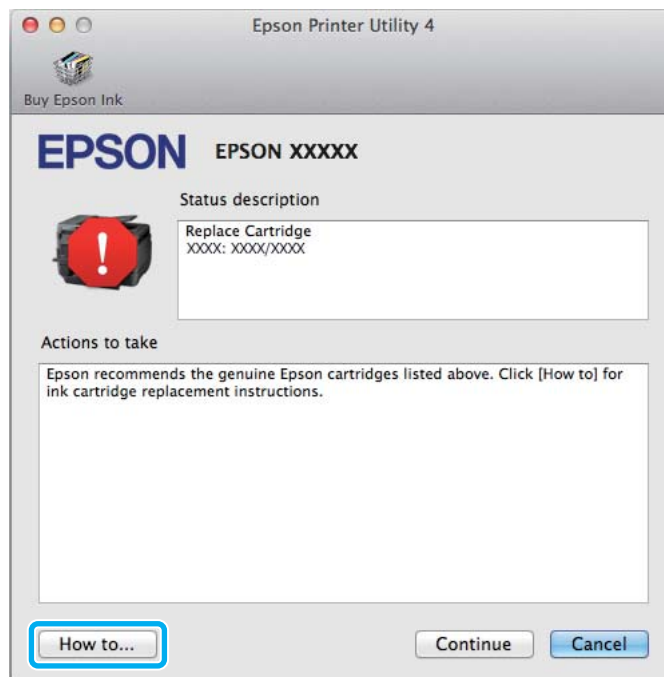 Epson Printer Utility 4
Buy Epson Ink
EPSON EPSON XXXXX
Status description
Replace Cartridge
XXXX: XXXX/XXXX
Actions to take
Epson recommends the genuine Epson cartridges listed above. Click [How to] for
ink cartridge replacement instructions.
How to... Continue Cancel